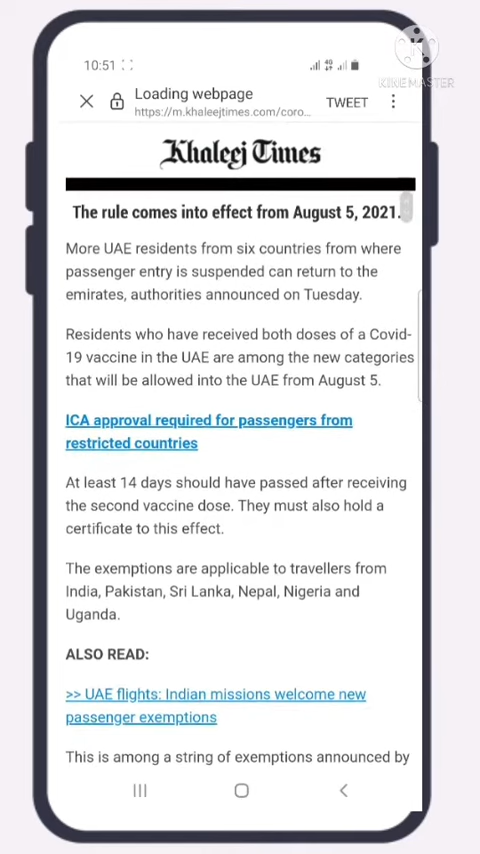 10:51
4G
KINEMASTER
Loading webpage
https://m.khaleejtimes.com/coro...
TWEET
Khaleej Times
The rule comes into effect from August 5, 2021.
More UAE residents from six countries from where
passenger entry is suspended can return to the
emirates, authorities announced on Tuesday.
Residents who have received both doses of a Covid-
19 vaccine in the UAE are among the new categories
that will be allowed into the UAE from August 5.
ICA approval required for passengers from
restricted countries
At least 14 days should have passed after receiving
the second vaccine dose. They must also hold a
certificate to this effect.
The exemptions are applicable to travellers from
India, Pakistan, Sri Lanka, Nepal, Nigeria and
Uganda.
ALSO READ:
>> UAE flights: Indian missions welcome new
passenger exemptions
This is among a string of exemptions announced by